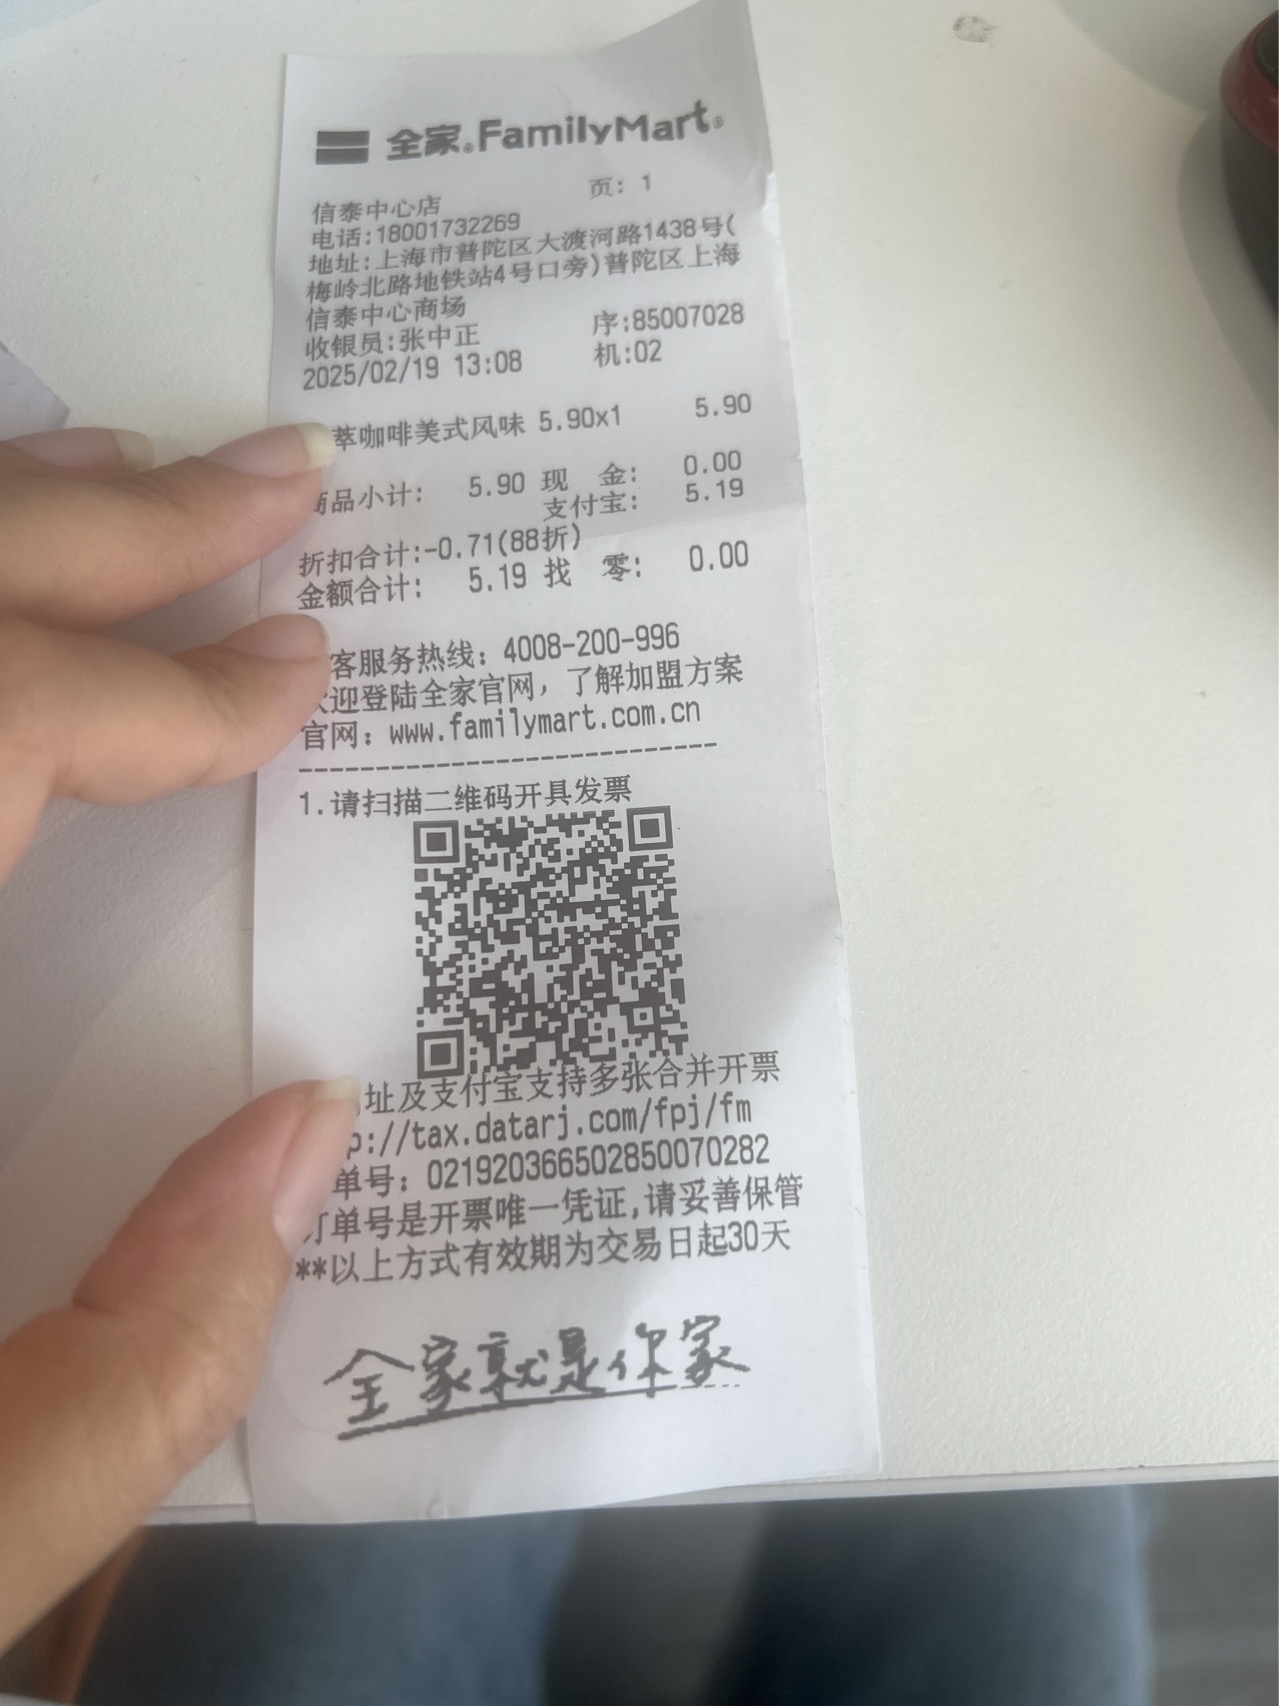 全家 FamilyMart
页: 1
信泰中心店
电话:18001732269
地址:上海市普陀区大渡河路1438号(
梅岭北路地铁站4号口旁)普陀区上海
信泰中心商场
收银员:张中正 序:85007028
2025/02/19 13:08 机:02
萃咖啡美式风味 5.90x1 5.90
商品小计: 5.90 现 金: 0.00
支付宝: 5.19
折扣合计:-0.71(88折)
金额合计: 5.19 找 零: 0.00
客服务热线: 4008-200-996
迎登陆全家官网, 了解加盟方案
官网: www.familymart.com.cn
---------------------------
1.请扫描二维码开具发票
址及支付宝支持多张合并开票
p://tax.datarj.com/fpj/fm
单号: 021920366502850070282
订单号是开票唯一凭证,请妥善保管
**以上方式有效期为交易日起30天
全家就是你家